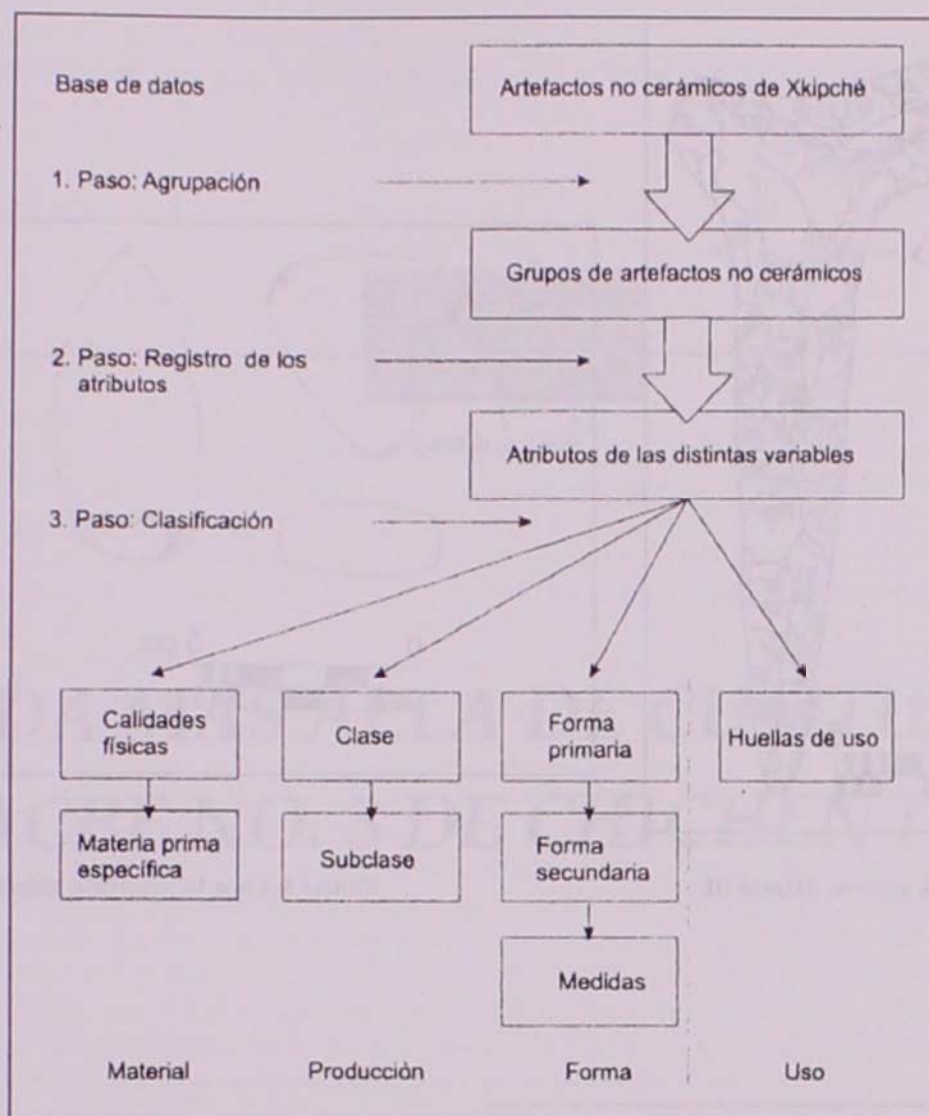 Base de datos
Artefactos no cerámicos de Xkipché
1. Paso: Agrupación
Grupos de artefactos no cerámicos
2. Paso: Registro de los
atributos
Atributos de las distintas variables
3. Paso: Clasificación
Calidades
físicas
Clase
Forma
primaria
Huellas de uso
Materia prima
específica
Subclase
Forma
secundaria
Medidas
Material
Producción
Forma
Uso